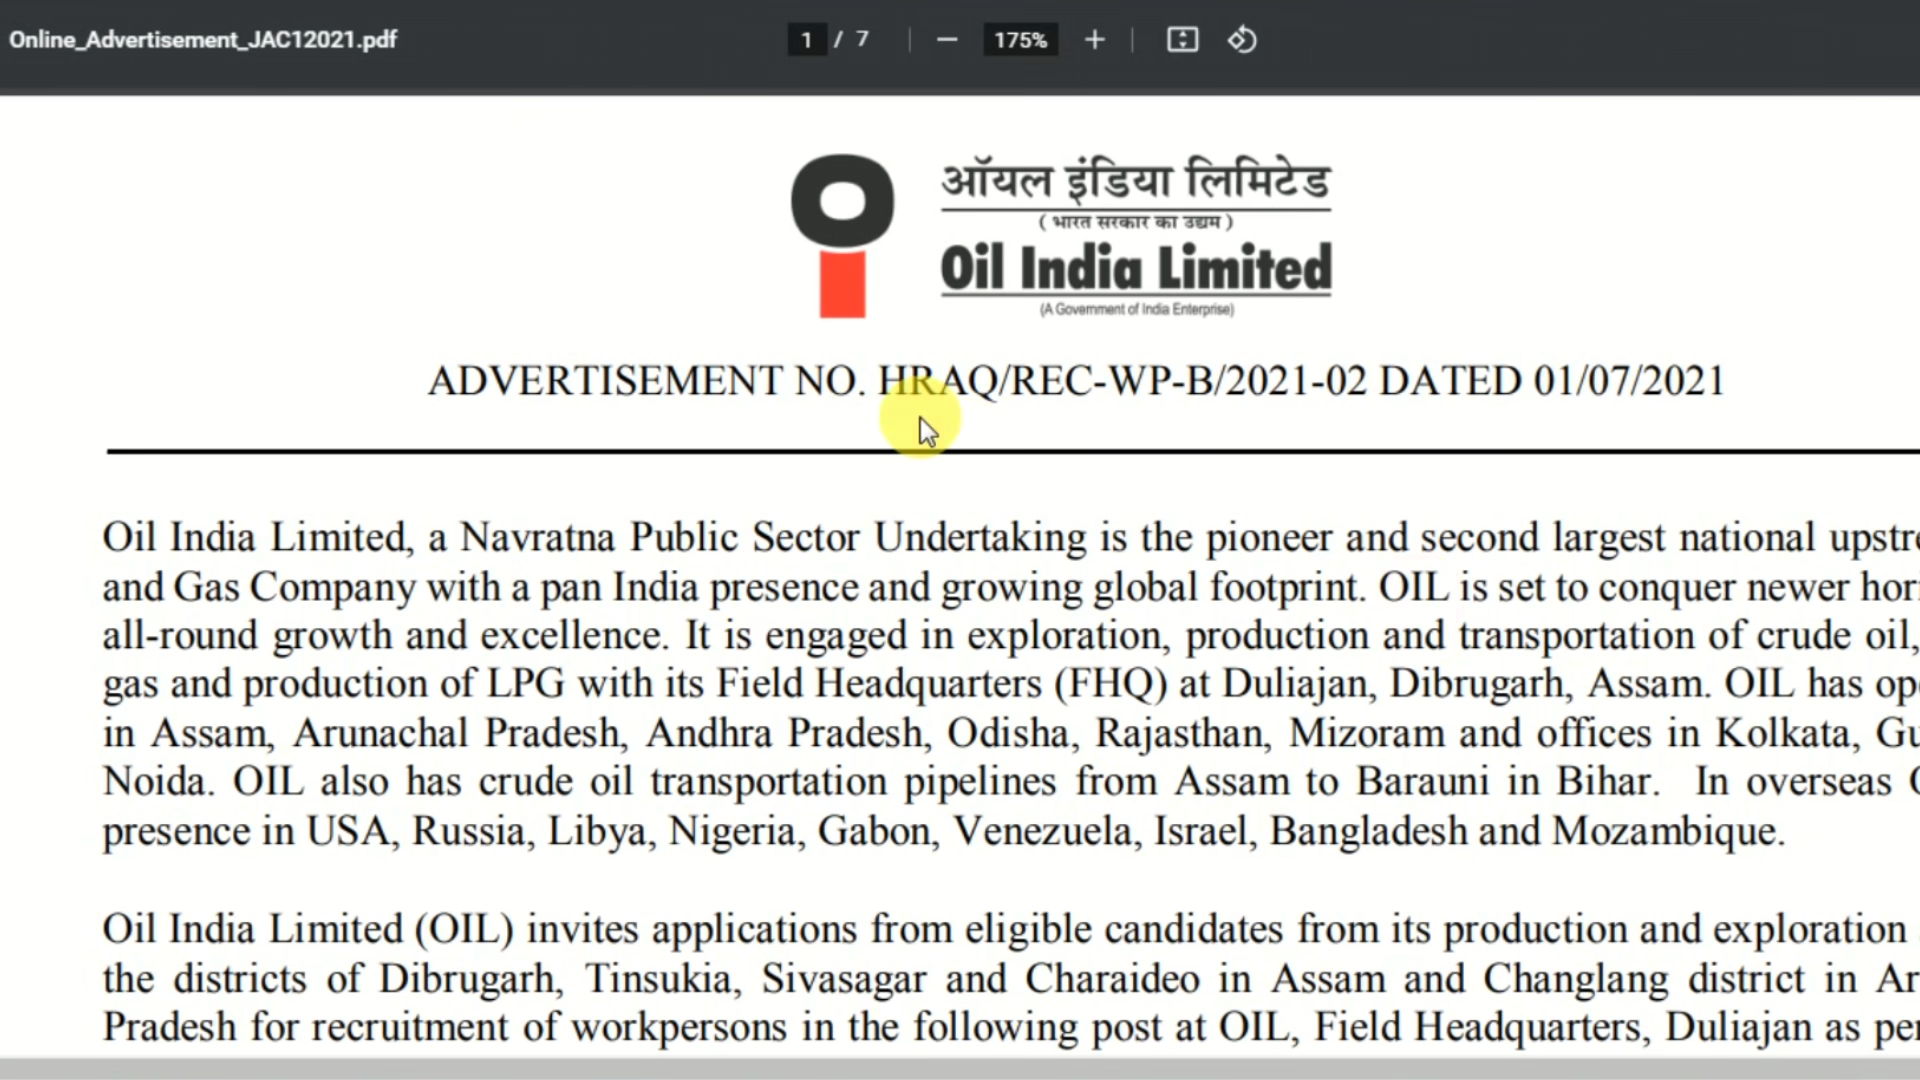 Online_Advertisement_JAC12021.pdf
1 / 7
175%
ऑयल इंडिया लिमिटेड
( भारत सरकार का उद्यम )
Oil India Limited
(A Government of India Enterprise)
ADVERTISEMENT NO. HRAQ/REC-WP-B/2021-02 DATED 01/07/2021
Oil India Limited, a Navratna Public Sector Undertaking is the pioneer and second largest national upstre
and Gas Company with a pan India presence and growing global footprint. OIL is set to conquer newer hori
all-round growth and excellence. It is engaged in exploration, production and transportation of crude oil,
gas and production of LPG with its Field Headquarters (FHQ) at Duliajan, Dibrugarh, Assam. OIL has ope
in Assam, Arunachal Pradesh, Andhra Pradesh, Odisha, Rajasthan, Mizoram and offices in Kolkata, Gu
Noida. OIL also has crude oil transportation pipelines from Assam to Barauni in Bihar. In overseas
presence in USA, Russia, Libya, Nigeria, Gabon, Venezuela, Israel, Bangladesh and Mozambique.
Oil India Limited (OIL) invites applications from eligible candidates from its production and exploration
the districts of Dibrugarh, Tinsukia, Sivasagar and Charaideo in Assam and Changlang district in Ar
Pradesh for recruitment of workpersons in the following post at OIL, Field Headquarters, Duliajan as per